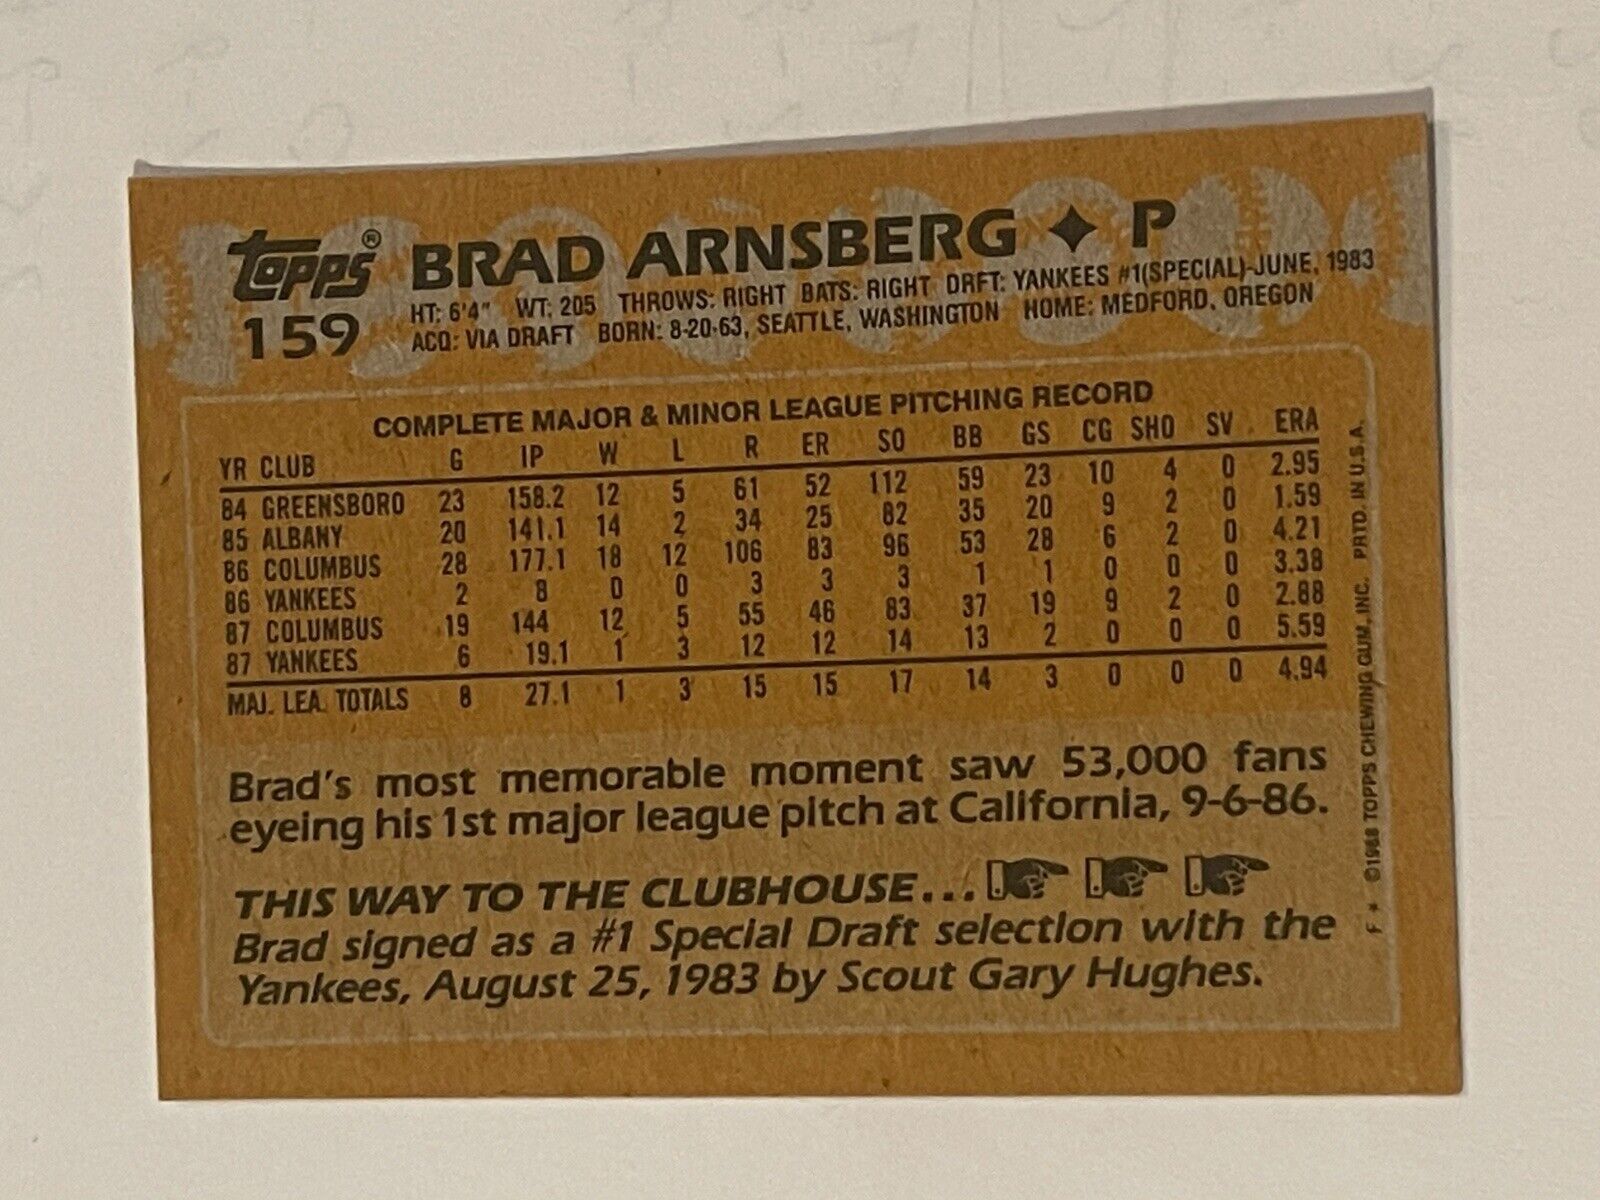 Topps® BRAD ARNSBERG ✦ P
159
HT: 6'4" WT: 205 THROWS: RIGHT BATS: RIGHT DRFT: YANKEES #1(SPECIAL)-JUNE, 1983
ACQ: VIA DRAFT BORN: 8-20-63, SEATTLE, WASHINGTON HOME: MEDFORD, OREGON
COMPLETE MAJOR & MINOR LEAGUE PITCHING RECORD
YR CLUB G IP W L R ER SO BB GS CG SHO SV ERA
84 GREENSBORO 23 158.2 12 5 61 52 112 59 23 10 4 0 2.95
85 ALBANY 20 141.1 14 2 34 25 82 35 20 9 2 0 1.59
86 COLUMBUS 28 177.1 18 12 106 83 96 53 28 6 2 0 4.21
86 YANKEES 2 8 0 0 3 3 3 1 1 0 0 0 3.38
87 COLUMBUS 19 144 12 5 55 46 83 37 19 9 2 0 2.88
87 YANKEES 6 19.1 1 3 12 12 14 13 2 0 0 0 5.59
MAJ. LEA. TOTALS 8 27.1 1 3 15 15 17 14 3 0 0 0 4.94
Brad's most memorable moment saw 53,000 fans
eyeing his 1st major league pitch at California, 9-6-86.
THIS WAY TO THE CLUBHOUSE...
Brad signed as a #1 Special Draft selection with the
Yankees, August 25, 1983 by Scout Gary Hughes.
F * ©1988 TOPPS CHEWING GUM, INC. PRTD. IN U.S.A.